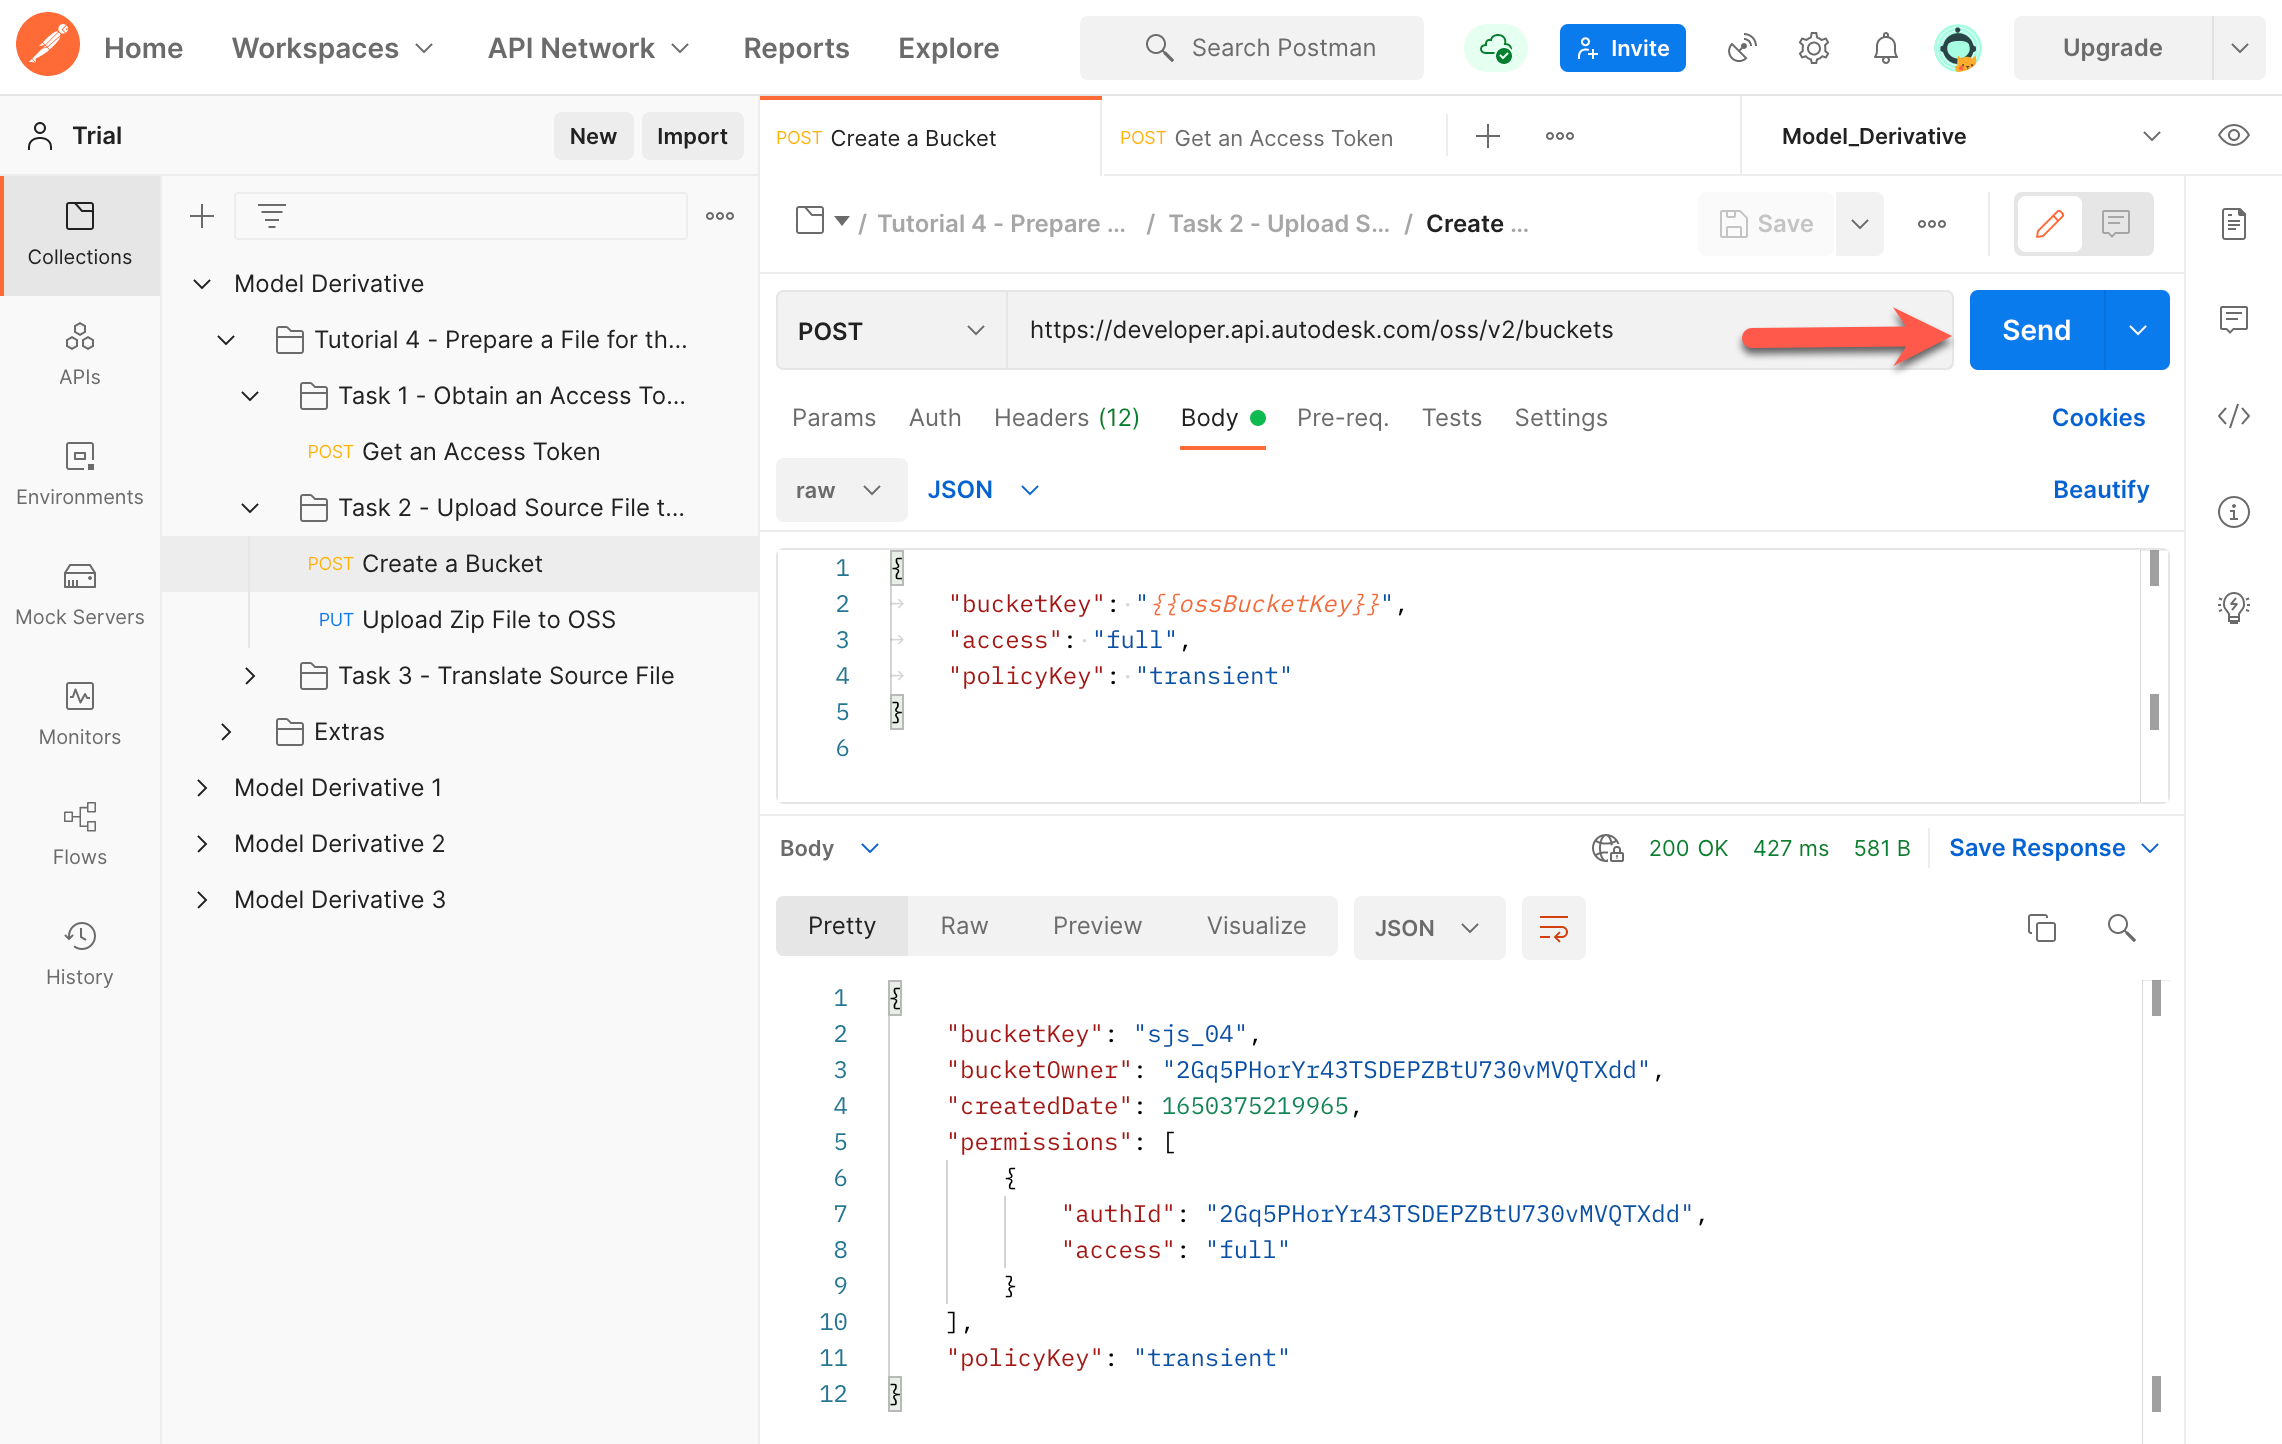 Home
Workspaces
API Network
Reports
Explore
Search Postman
Invite
Upgrade
Trial
New
Import
POST Create a Bucket
POST Get an Access Token
Model_Derivative
Collections
APIs
Environments
Mock Servers
Monitors
Flows
History
Model Derivative
Tutorial 4 - Prepare a File for th...
Task 1 - Obtain an Access To...
POST Get an Access Token
Task 2 - Upload Source File t...
POST Create a Bucket
PUT Upload Zip File to OSS
Task 3 - Translate Source File
Extras
Model Derivative 1
Model Derivative 2
Model Derivative 3
/ Tutorial 4 - Prepare ... / Task 2 - Upload S... / Create ...
Save
POST
https://developer.api.autodesk.com/oss/v2/buckets
Send
Params
Auth
Headers (12)
Body
Pre-req.
Tests
Settings
Cookies
raw
JSON
Beautify
1 {
2 "bucketKey": "{{ossBucketKey}}",
3 "access": "full",
4 "policyKey": "transient"
5 }
6
Body
200 OK
427 ms
581 B
Save Response
Pretty
Raw
Preview
Visualize
JSON
1 {
2 "bucketKey": "sjs_04",
3 "bucketOwner": "2Gq5PHorYr43TSDEPZBtU730vMVQTXdd",
4 "createdDate": 1650375219965,
5 "permissions": [
6 {
7 "authId": "2Gq5PHorYr43TSDEPZBtU730vMVQTXdd",
8 "access": "full"
9 }
10 ],
11 "policyKey": "transient"
12 }